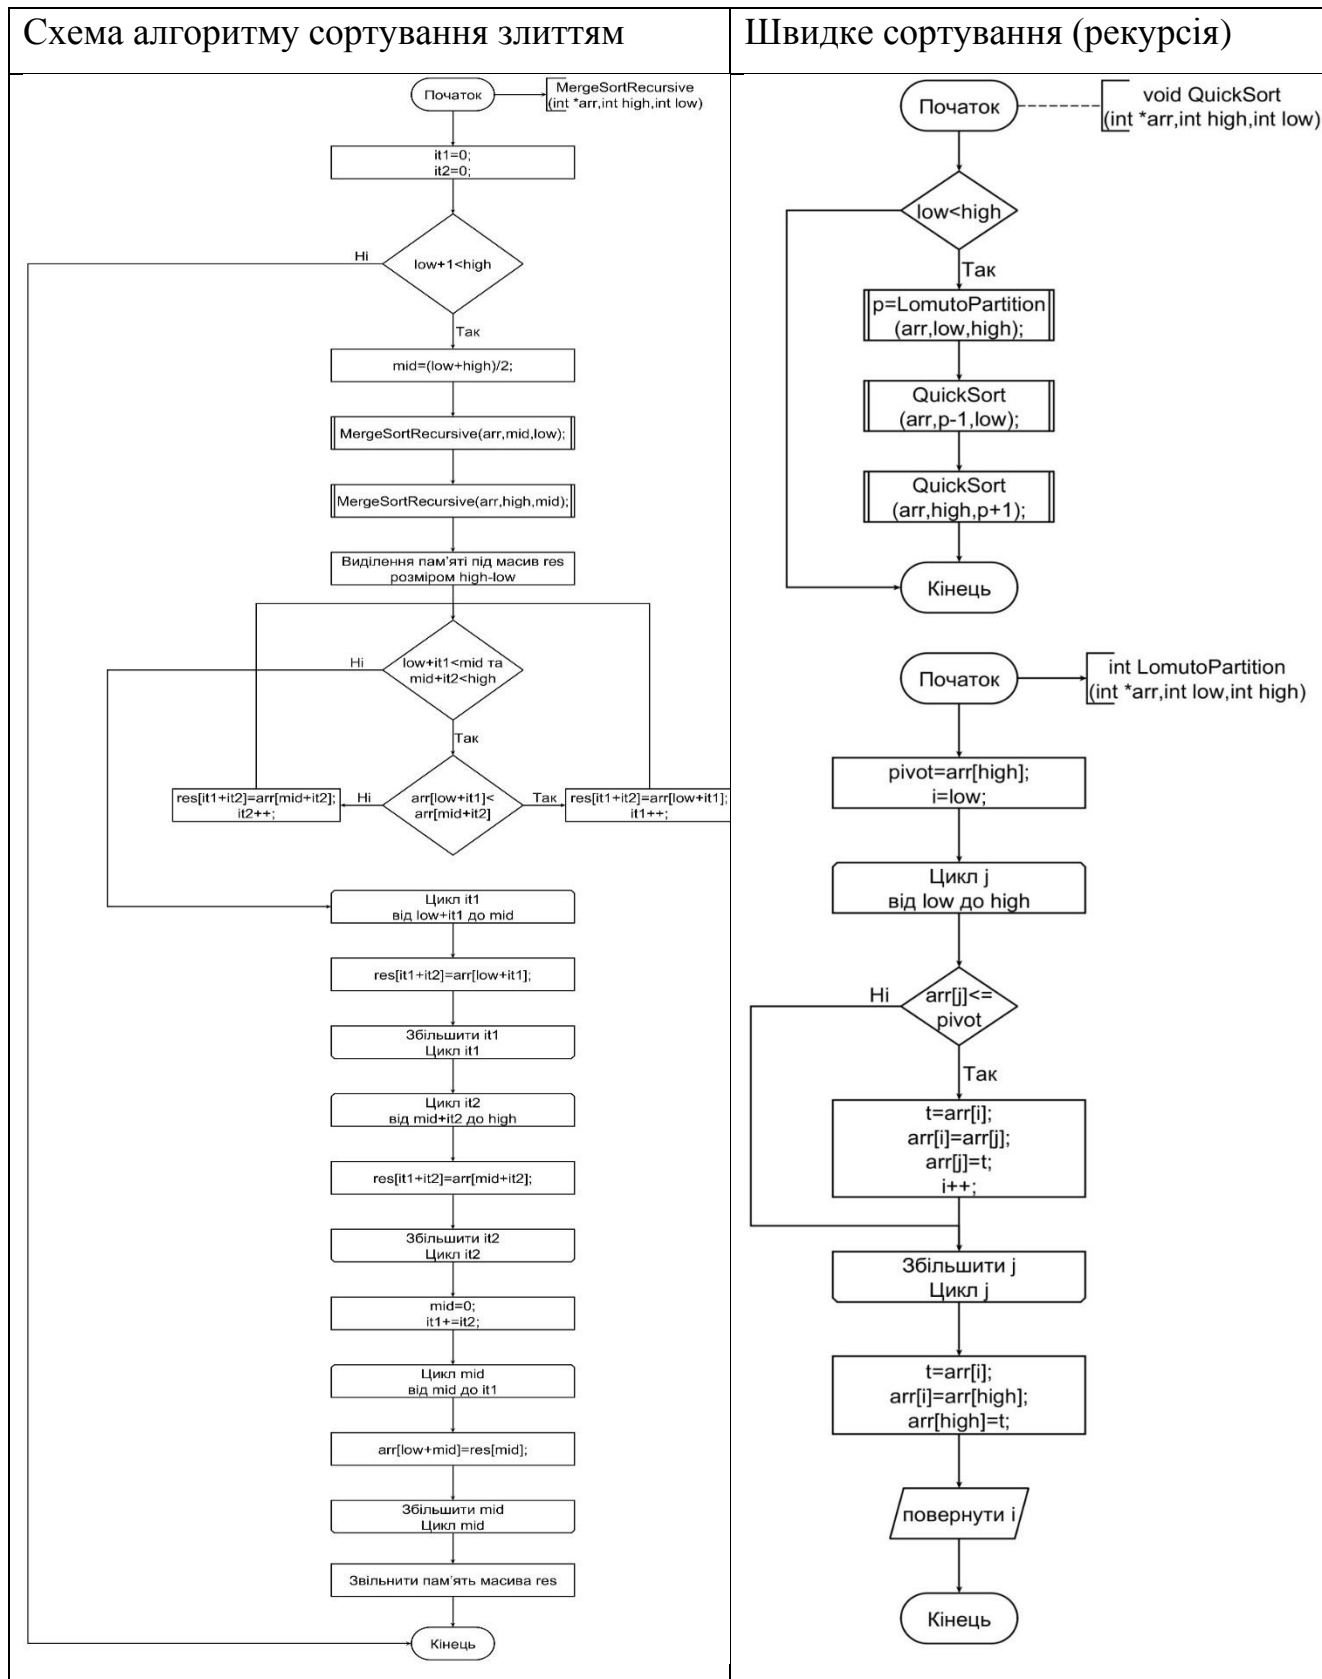 Схема алгоритму сортування злиттям
Початок
MergeSortRecursive
(int *arr,int high,int low)
it1=0;
it2=0;
Ні
low+1<high
Так
mid=(low+high)/2;
MergeSortRecursive(arr,mid,low);
MergeSortRecursive(arr,high,mid);
Виділення пам'яті під масив res
розміром high-low
Ні
low+it1<mid та
mid+it2<high
Так
res[it1+it2]=arr[mid+it2];
it2++;
Ні
arr[low+it1]<
arr[mid+it2]
Так
res[it1+it2]=arr[low+it1];
it1++;
Цикл it1
від low+it1 до mid
res[it1+it2]=arr[low+it1];
Збільшити it1
Цикл it1
Цикл it2
від mid+it2 до high
res[it1+it2]=arr[mid+it2];
Збільшити it2
Цикл it2
mid=0;
it1+=it2;
Цикл mid
від mid до it1
arr[low+mid]=res[mid];
Збільшити mid
Цикл mid
Звільнити пам'ять масива res
Кінець
Швидке сортування (рекурсія)
Початок
void QuickSort
(int *arr,int high,int low)
low<high
Так
p=LomutoPartition
(arr,low,high);
QuickSort
(arr,p-1,low);
QuickSort
(arr,high,p+1);
Кінець
Початок
int LomutoPartition
(int *arr,int low,int high)
pivot=arr[high];
i=low;
Цикл j
від low до high
Ні
arr[j]<=
pivot
Так
t=arr[i];
arr[i]=arr[j];
arr[j]=t;
i++;
Збільшити j
Цикл j
t=arr[i];
arr[i]=arr[high];
arr[high]=t;
повернути i
Кінець